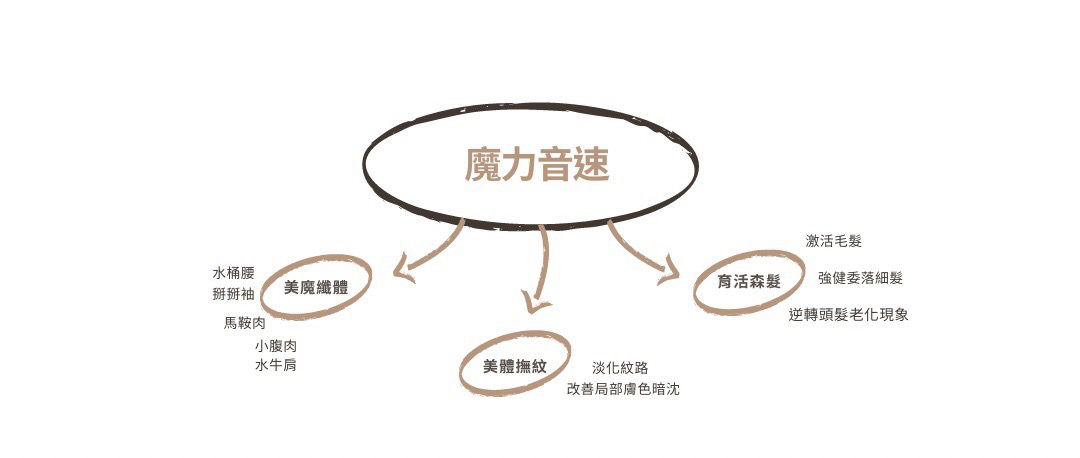 魔力音速
美魔纖體
水桶腰
掰掰袖
馬鞍肉
小腹肉
水牛肩
美體撫紋
淡化紋路
改善局部膚色暗沈
育活森髮
激活毛髮
強健委落細髮
逆轉頭髮老化現象